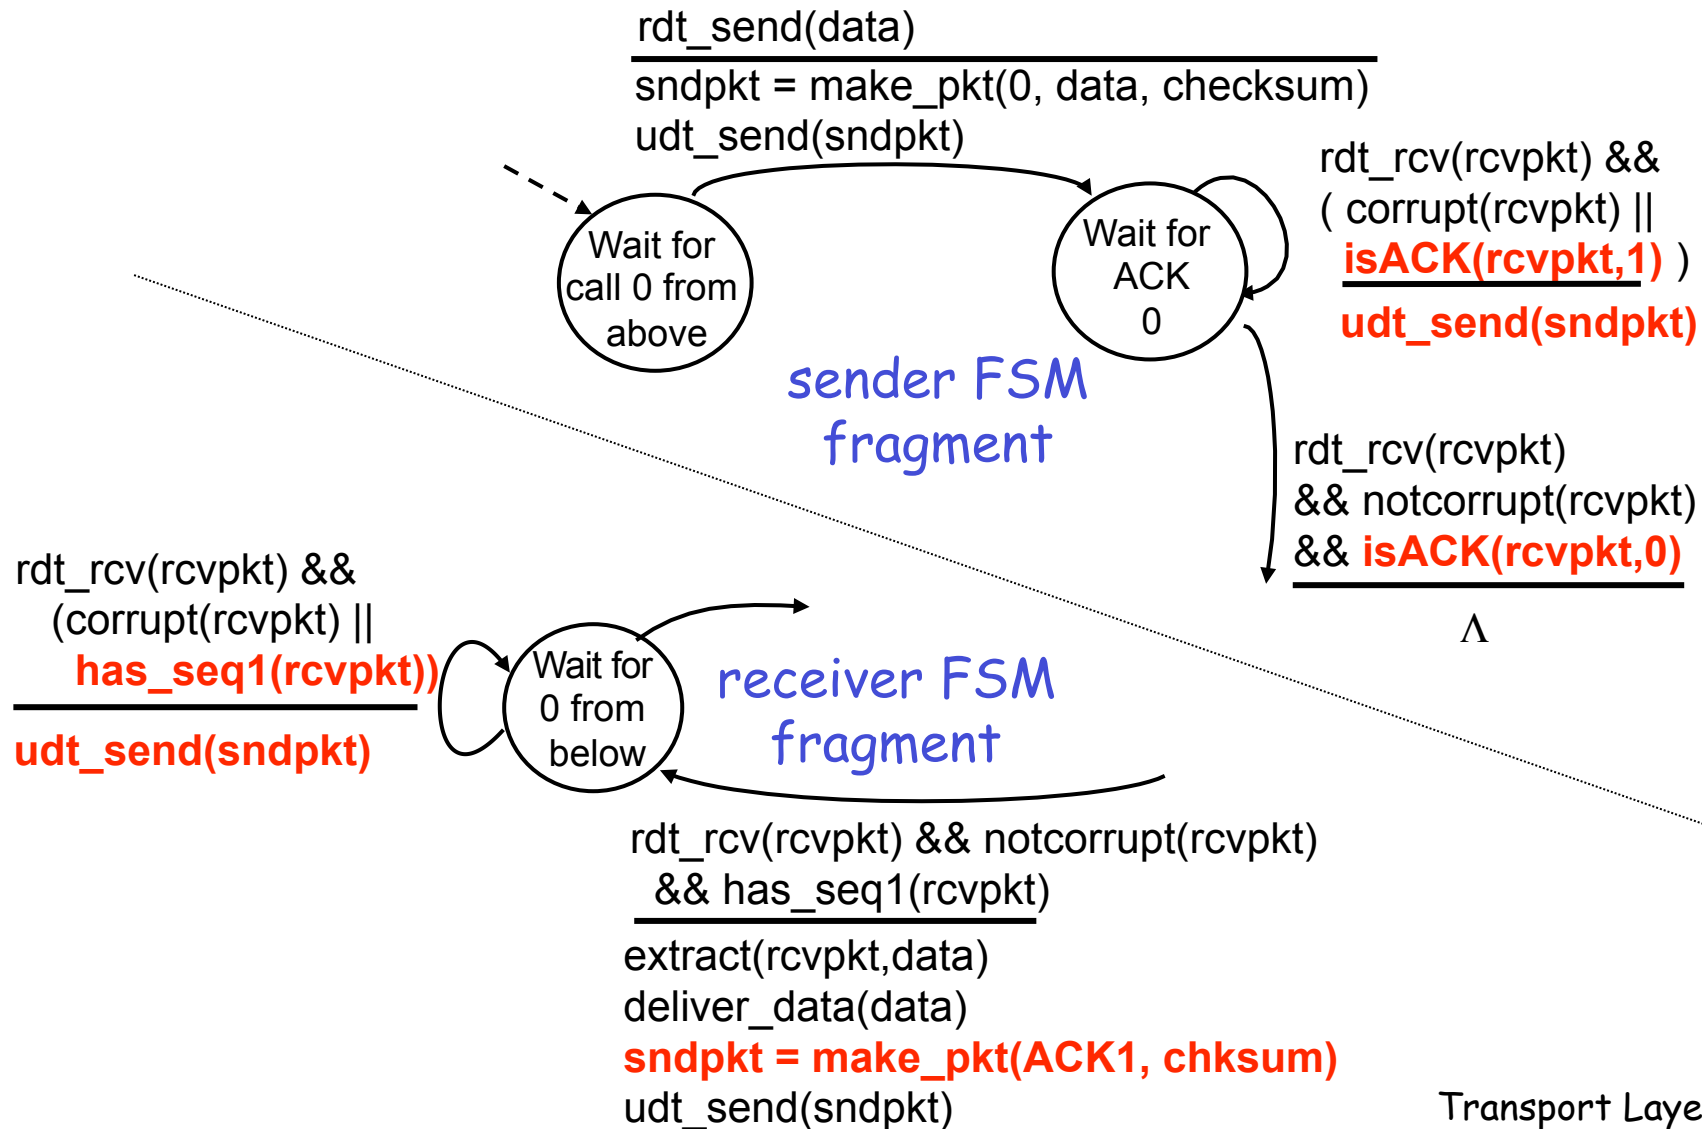 rdt_send(data)
sndpkt = make_pkt(0, data, checksum)
udt_send(sndpkt)
Wait for
call 0 from
above
Wait for
ACK
0
rdt_rcv(rcvpkt) &&
( corrupt(rcvpkt) ||
isACK(rcvpkt,1) )
udt_send(sndpkt)
sender FSM
fragment
rdt_rcv(rcvpkt)
&& notcorrupt(rcvpkt)
&& isACK(rcvpkt,0)
Λ
rdt_rcv(rcvpkt) &&
(corrupt(rcvpkt) ||
has_seq1(rcvpkt))
udt_send(sndpkt)
Wait for
0 from
below
receiver FSM
fragment
rdt_rcv(rcvpkt) && notcorrupt(rcvpkt)
&& has_seq1(rcvpkt)
extract(rcvpkt,data)
deliver_data(data)
sndpkt = make_pkt(ACK1, chksum)
udt_send(sndpkt)
Transport Laye